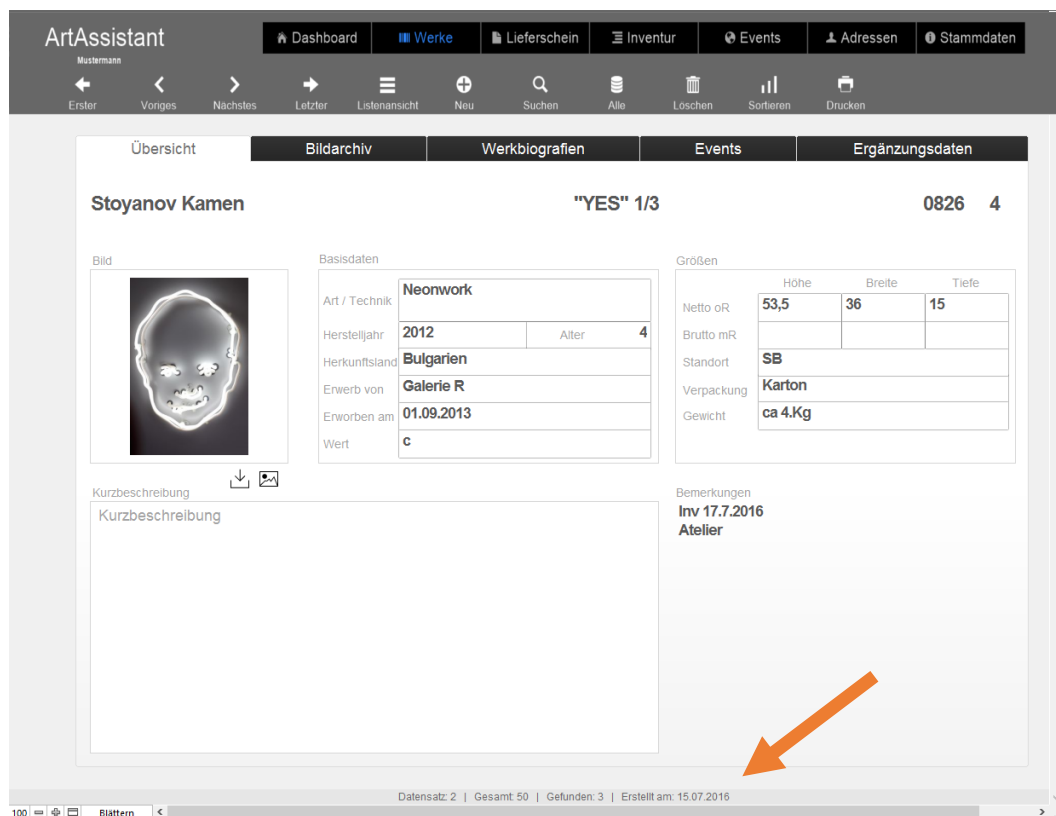 ArtAssistant
Mustermann
Dashboard Werke Lieferschein Inventur Events Adressen Stammdaten
Erster Voriges Nächstes Letzter Listenansicht Neu Suchen Alle Löschen Sortieren Drucken
Übersicht Bildarchiv Werkbiografien Events Ergänzungsdaten
Stoyanov Kamen "YES" 1/3 0826 4
Bild Basisdaten Größen
Höhe Breite Tiefe
Art / Technik Neonwork Netto oR 53,5 36 15
Herstelljahr 2012 Alter 4 Brutto mR
Herkunftsland Bulgarien Standort SB
Erwerb von Galerie R Verpackung Karton
Erworben am 01.09.2013 Gewicht ca 4.Kg
Wert c
Kurzbeschreibung Bemerkungen
Kurzbeschreibung Inv 17.7.2016
Atelier
Datensatz: 2 | Gesamt: 50 | Gefunden: 3 | Erstellt am: 15.07.2016
100 Blättern